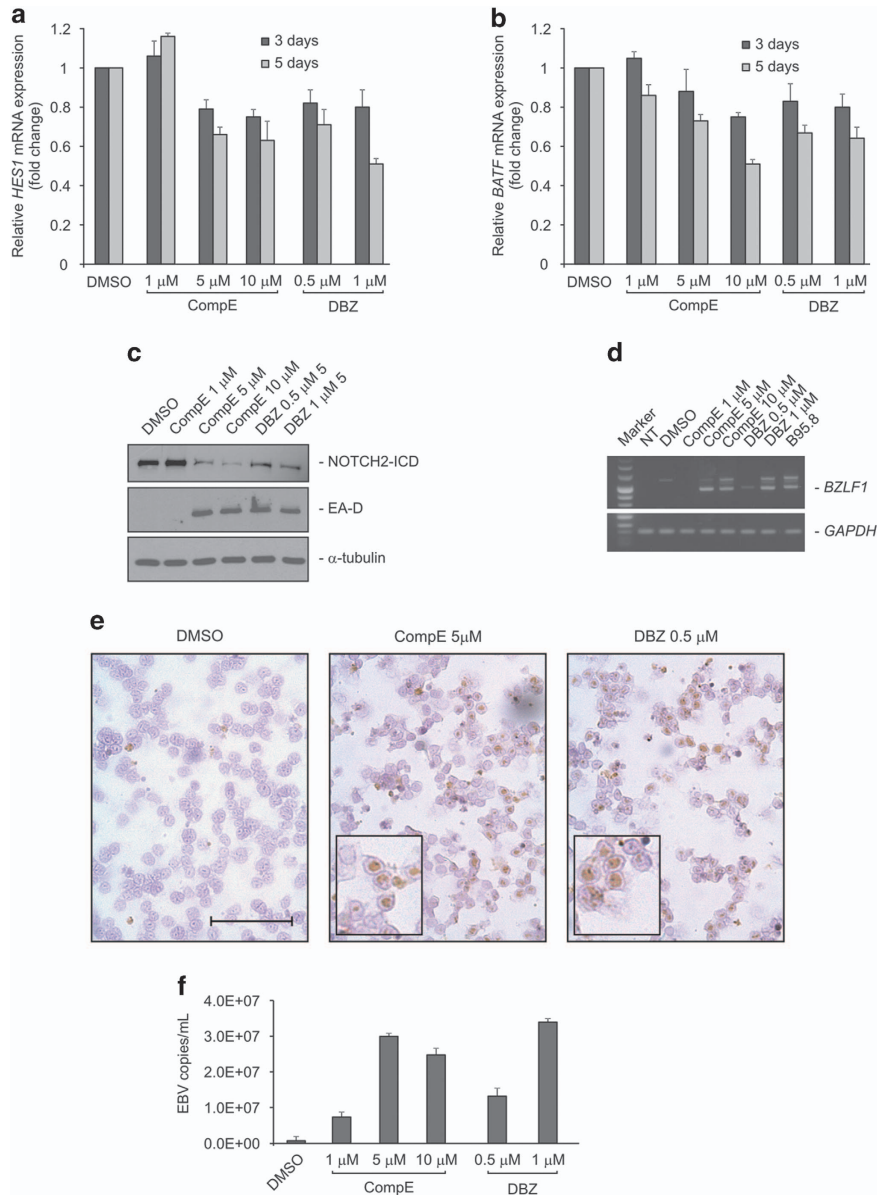 a
1.2
1
0.8
0.6
0.4
0.2
0
Relative HES1 mRNA expression
(fold change)
3 days
5 days
DMSO
1 μM
5 μM
10 μM
0.5 μM
1 μM
CompE
DBZ
b
1.2
1
0.8
0.6
0.4
0.2
0
Relative BATF mRNA expression
(fold change)
3 days
5 days
DMSO
1 μM
5 μM
10 μM
0.5 μM
1 μM
CompE
DBZ
c
DMSO
CompE 1 μM
CompE 5 μM
CompE 10 μM
DBZ 0.5 μM 5
DBZ 1 μM 5
- NOTCH2-ICD
- EA-D
- α-tubulin
d
Marker
NT
DMSO
CompE 1 μM
CompE 5 μM
CompE 10 μM
DBZ 0.5 μM
DBZ 1 μM
B95.8
- BZLF1
- GAPDH
e
DMSO
CompE 5μM
DBZ 0.5 μM
f
4.0E+07
3.0E+07
2.0E+07
1.0E+07
0.0E+00
EBV copies/mL
DMSO
1 μM
5 μM
10 μM
0.5 μM
1 μM
CompE
DBZ